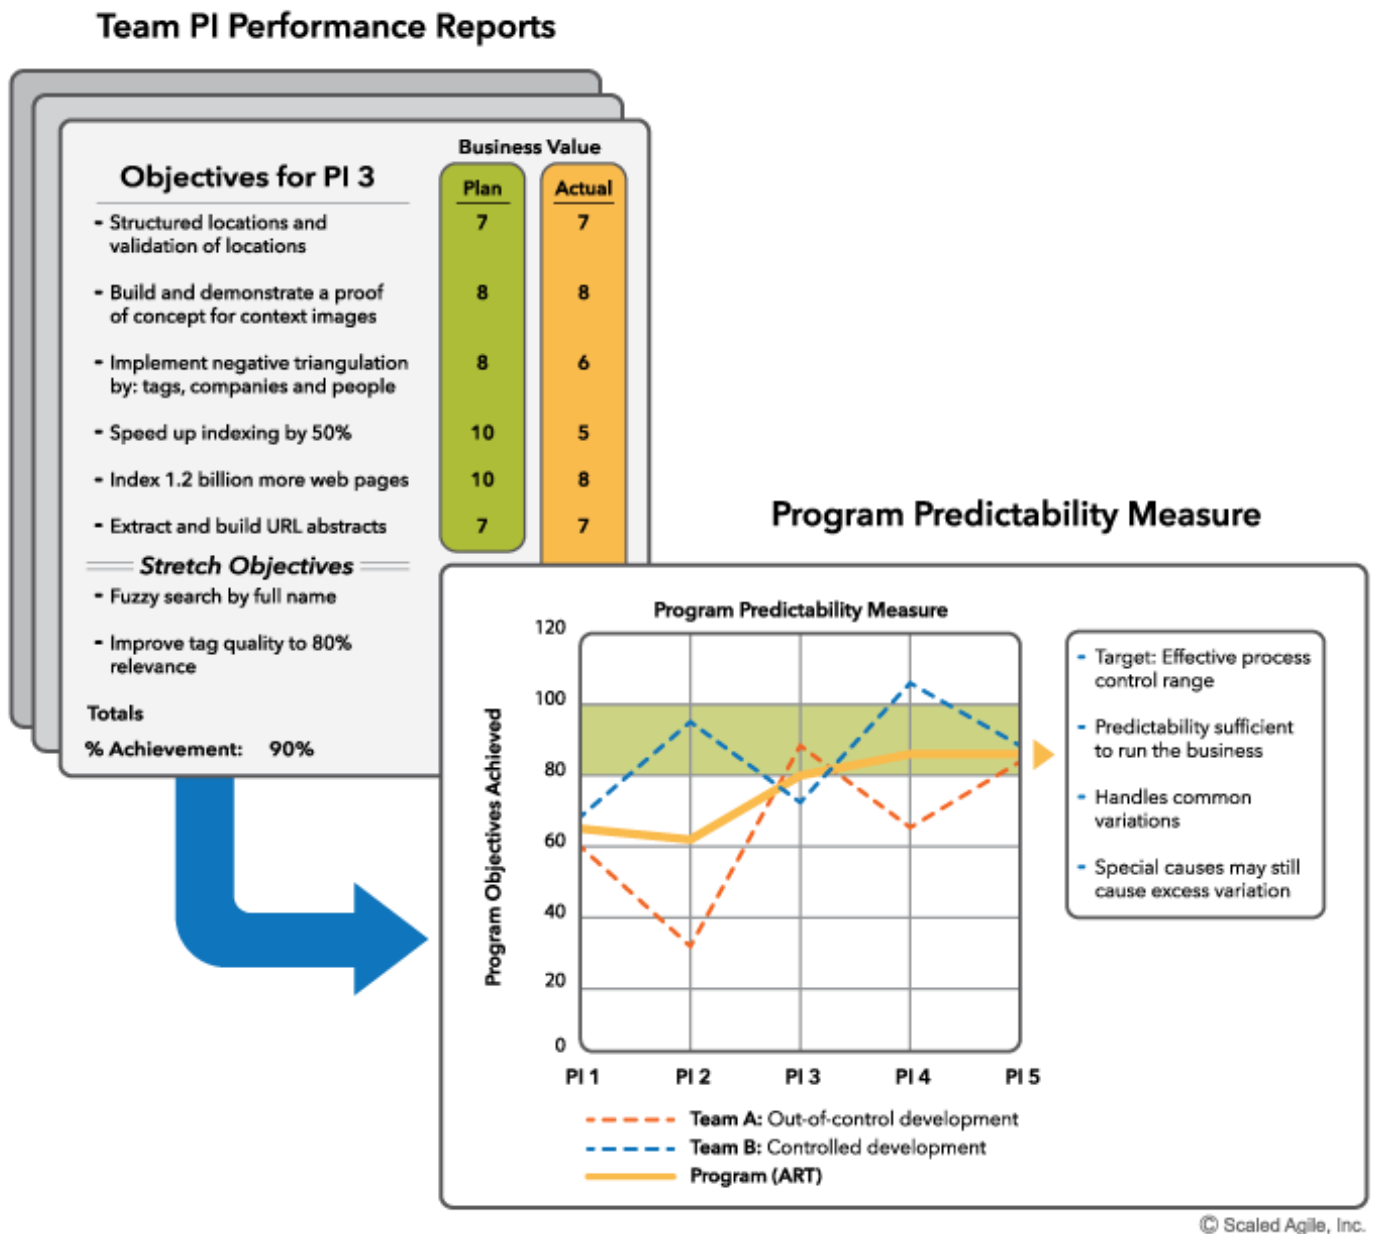 Team PI Performance Reports
Business Value
Objectives for PI 3
Plan
Actual
- Structured locations and
validation of locations
7
7
- Build and demonstrate a proof
of concept for context images
8
8
- Implement negative triangulation
by: tags, companies and people
8
6
- Speed up indexing by 50%
10
5
- Index 1.2 billion more web pages
10
8
- Extract and build URL abstracts
7
7
Stretch Objectives
- Fuzzy search by full name
- Improve tag quality to 80%
relevance
Totals
% Achievement: 90%
Program Predictability Measure
Program Predictability Measure
Program Objectives Achieved
120
100
80
60
40
20
0
PI 1
PI 2
PI 3
PI 4
PI 5
Team A: Out-of-control development
Team B: Controlled development
Program (ART)
- Target: Effective process
control range
- Predictability sufficient
to run the business
- Handles common
variations
- Special causes may still
cause excess variation
© Scaled Agile, Inc.